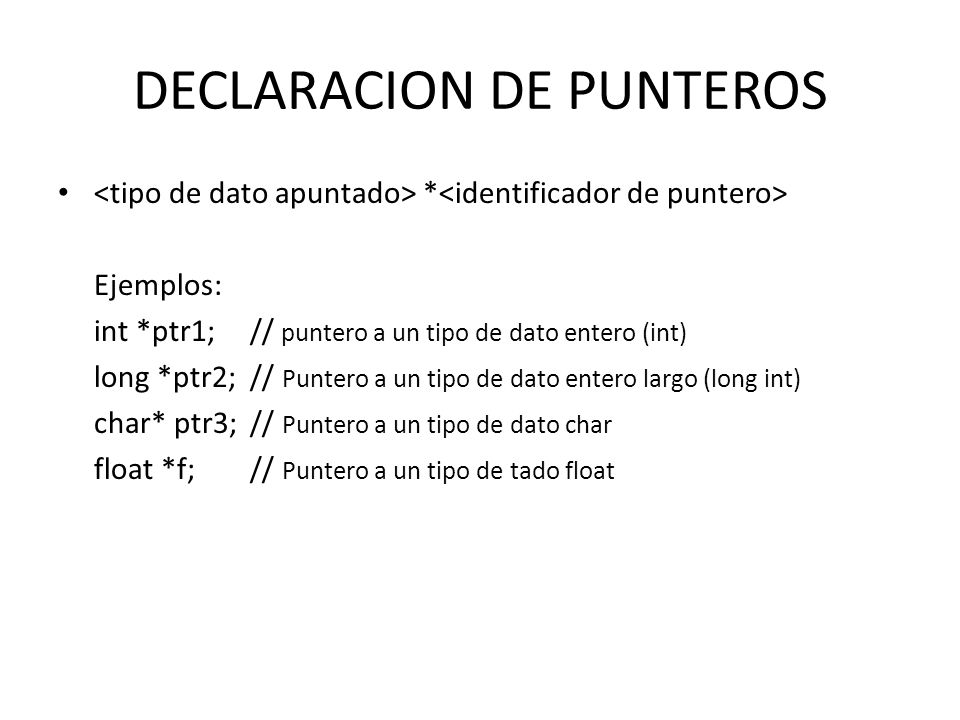 DECLARACION DE PUNTEROS
• <tipo de dato apuntado> *<identificador de puntero>
Ejemplos:
int *ptr1; // puntero a un tipo de dato entero (int)
long *ptr2; // Puntero a un tipo de dato entero largo (long int)
char* ptr3; // Puntero a un tipo de dato char
float *f; // Puntero a un tipo de tado float